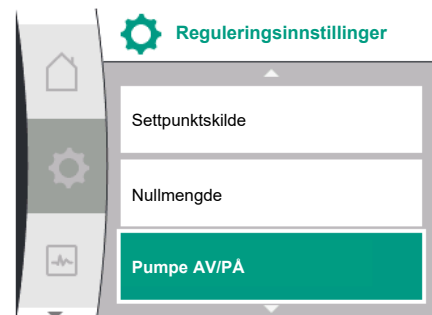 Reguleringsinnstillinger
Settpunktskilde
Nullmengde
Pumpe AV/PÅ